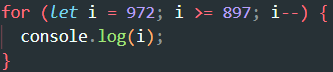 for (let i = 972; i >= 897; i--) {
  console.log(i);
}